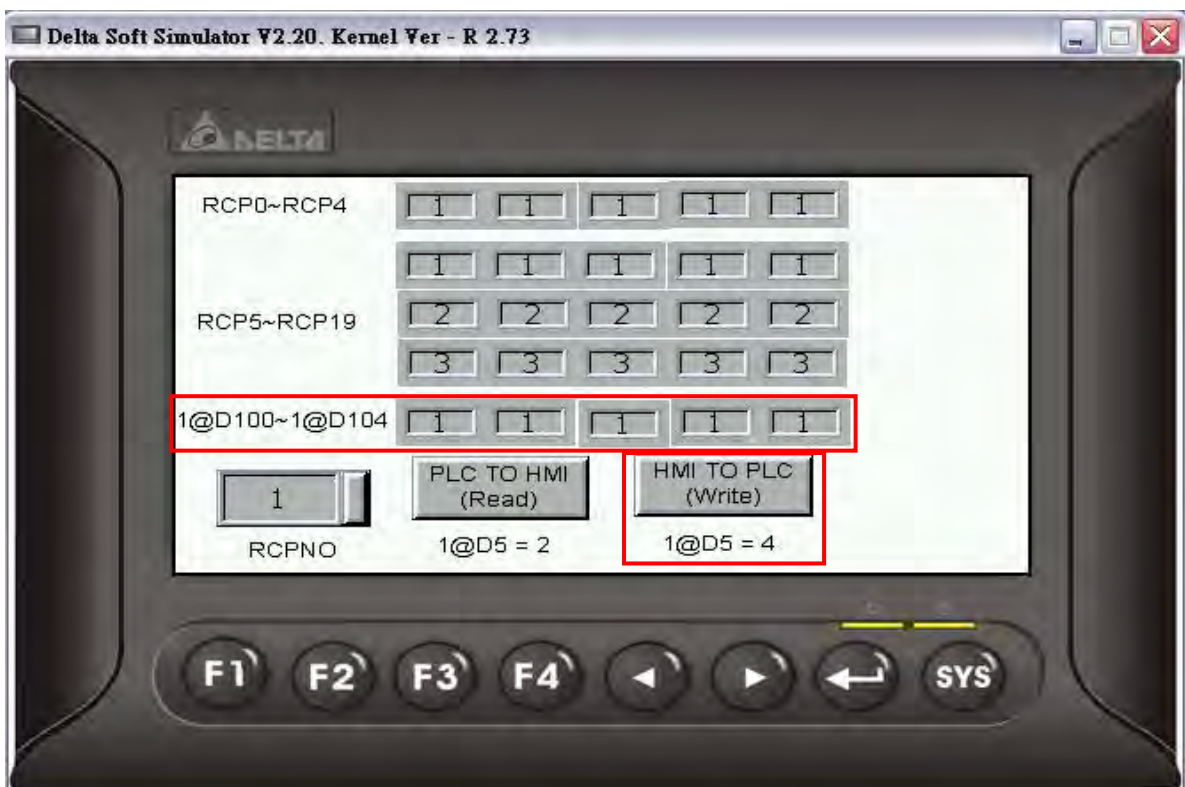 Delta Soft Simulator V2.20. Kernel Ver - R 2.73
DELTA
RCP0~RCP4 1 1 1 1 1
1 1 1 1 1
RCP5~RCP19 2 2 2 2 2
3 3 3 3 3
1@D100~1@D104 1 1 1 1 1
1
RCPNO
PLC TO HMI
(Read)
1@D5 = 2
HMI TO PLC
(Write)
1@D5 = 4
F1 F2 F3 F4 SYS